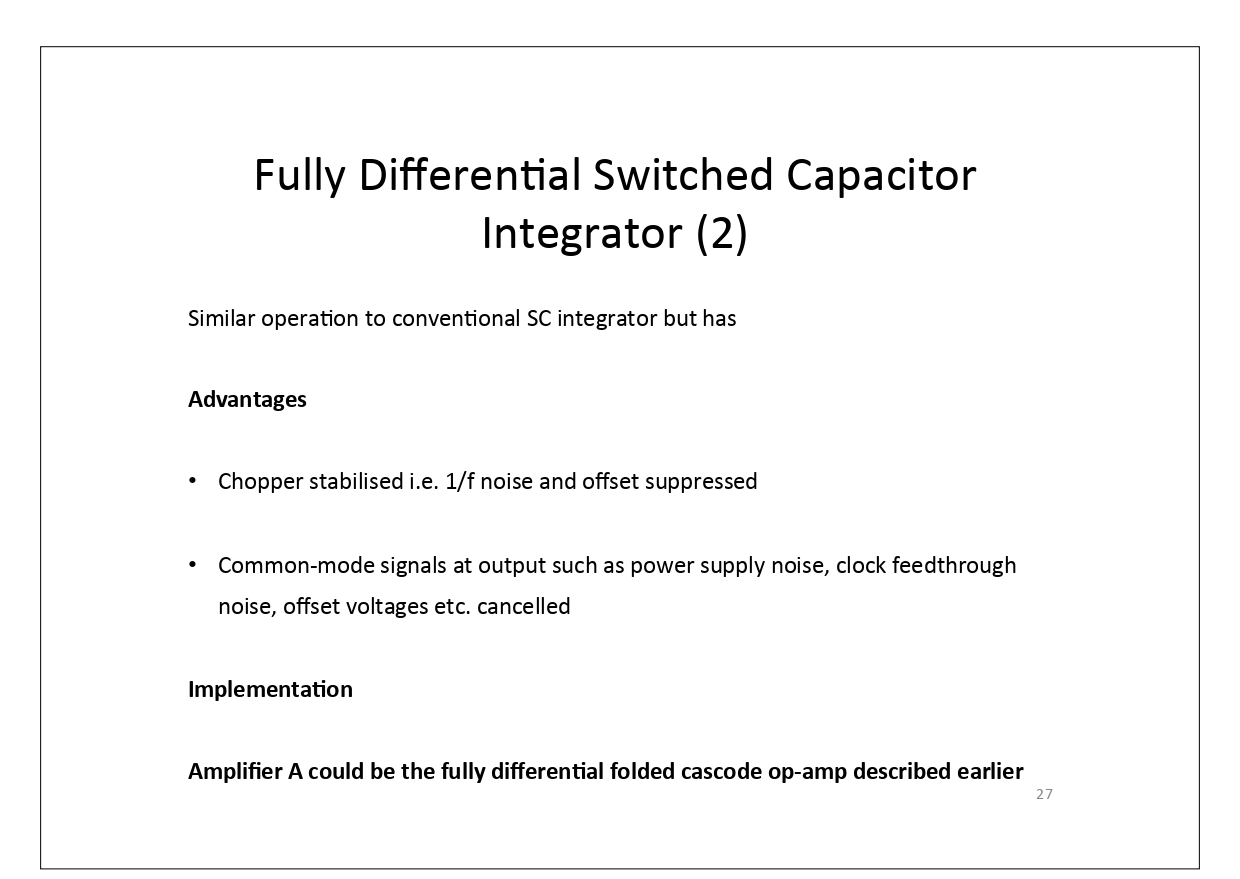 Fully Differential Switched Capacitor
Integrator (2)
Similar operation to conventional SC integrator but has
Advantages
• Chopper stabilised i.e. 1/f noise and offset suppressed
• Common-mode signals at output such as power supply noise, clock feedthrough
noise, offset voltages etc. cancelled
Implementation
Amplifier A could be the fully differential folded cascode op-amp described earlier
27